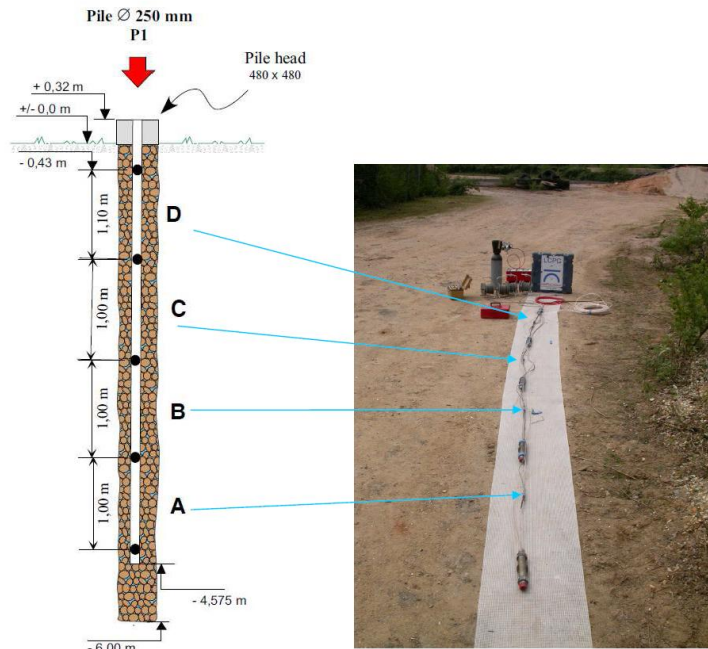 Pile Ø 250 mm
P1
Pile head
480 x 480
+ 0,32 m
+/- 0,0 m
- 0,43 m
1,10 m
D
1,00 m
C
1,00 m
B
1,00 m
A
- 4,575 m
- 6,00 m
LCPC